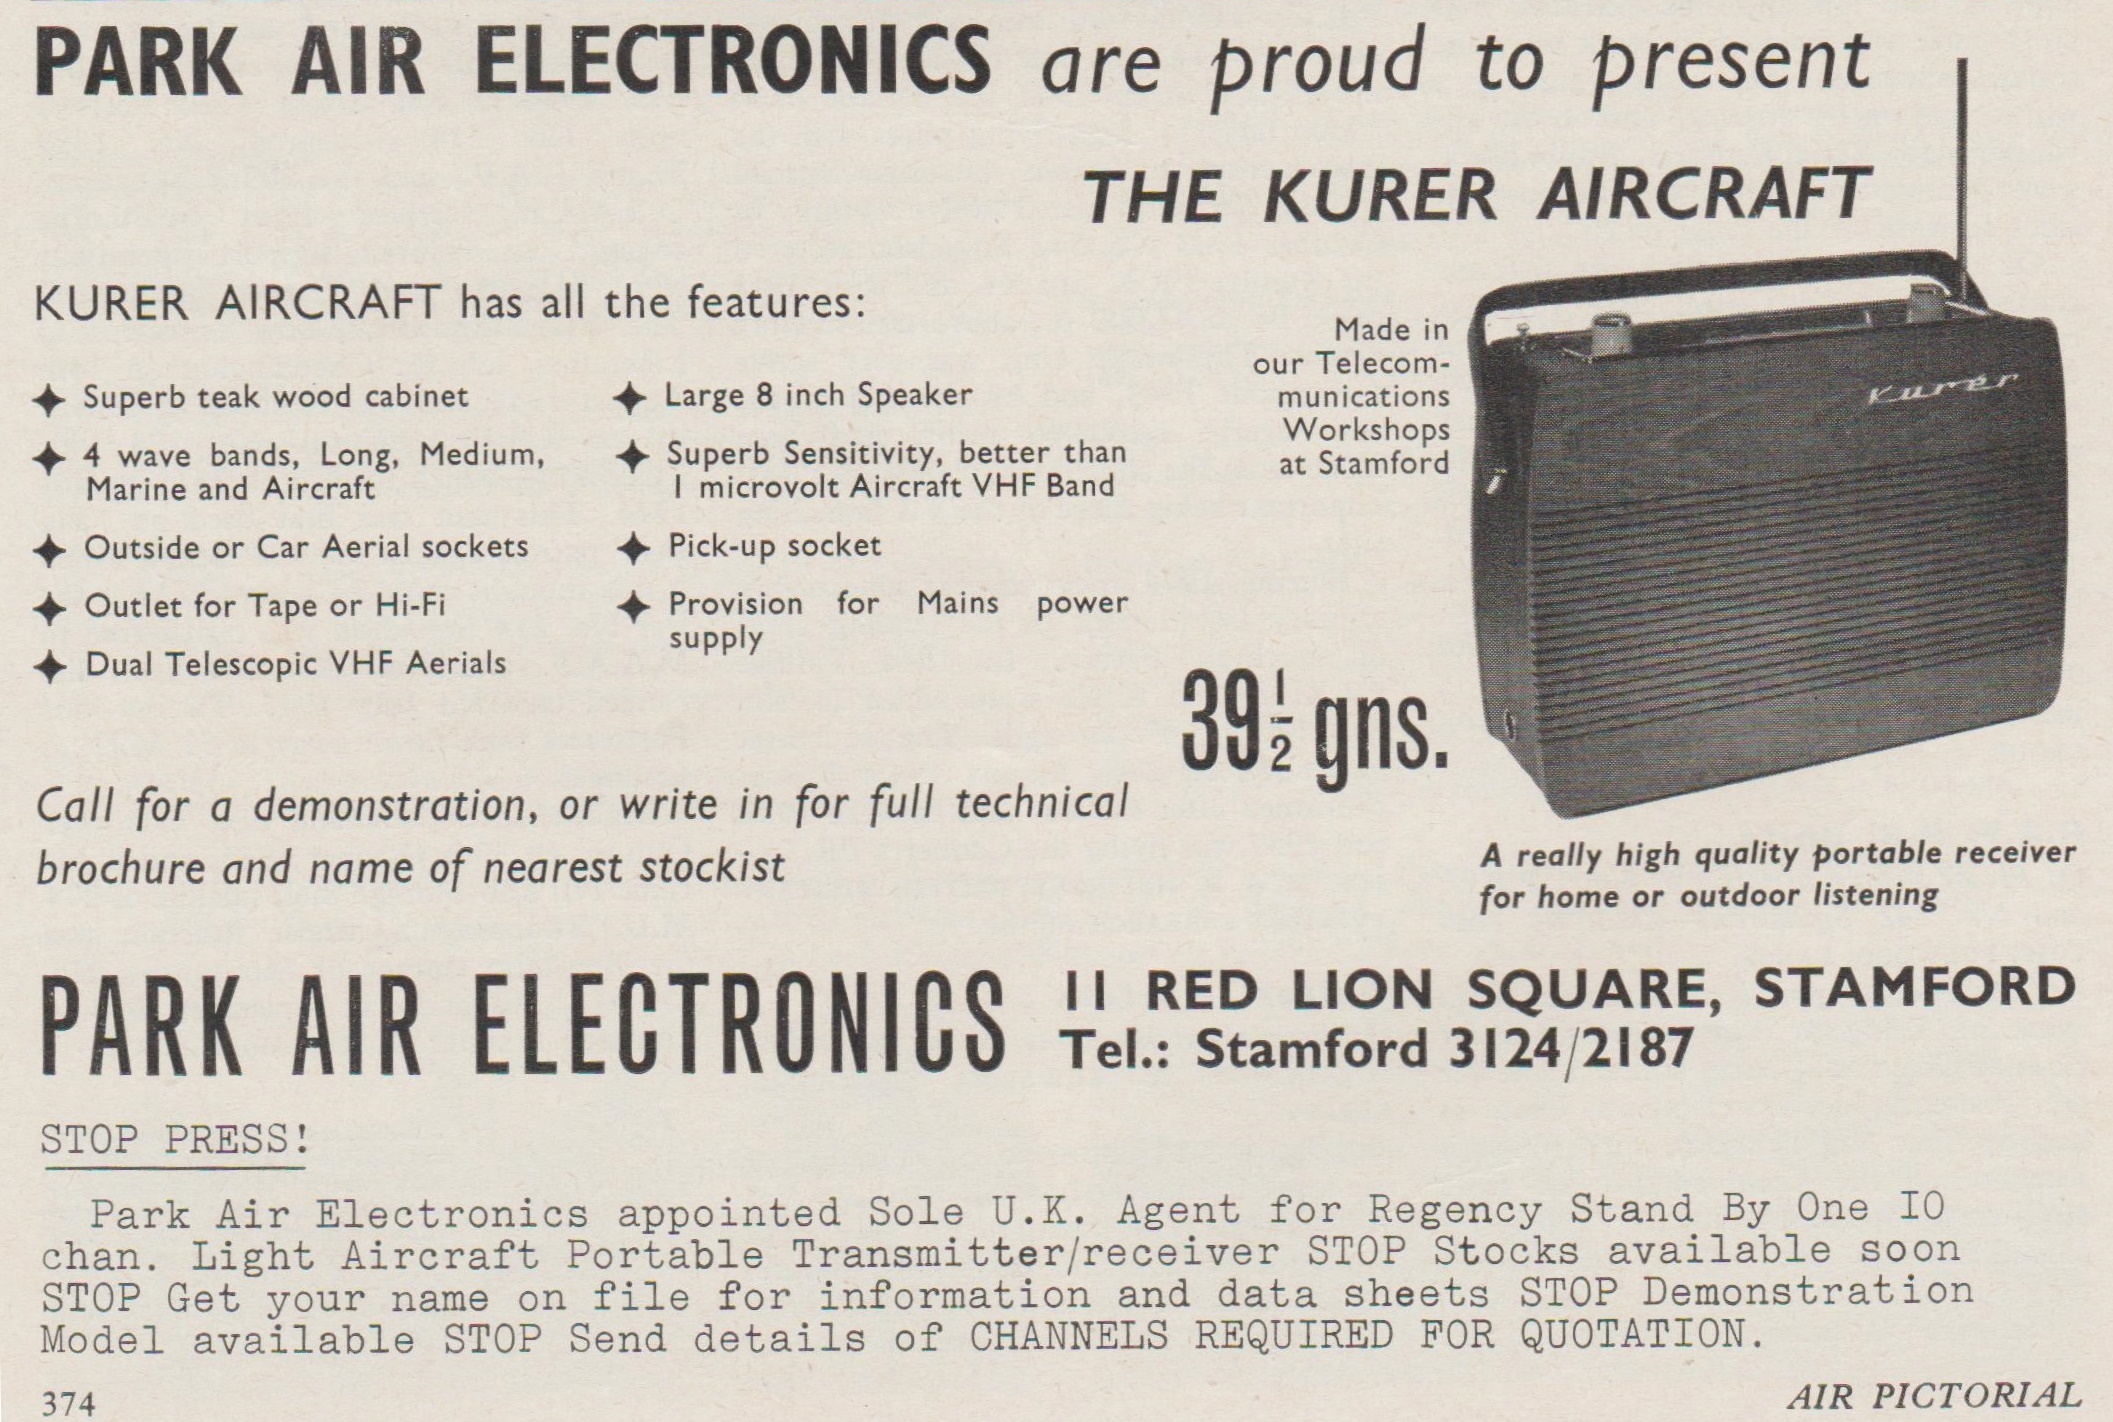 PARK AIR ELECTRONICS are proud to present
THE KURER AIRCRAFT
KURER AIRCRAFT has all the features:
✦ Superb teak wood cabinet
✦ 4 wave bands, Long, Medium,
Marine and Aircraft
✦ Outside or Car Aerial sockets
✦ Outlet for Tape or Hi-Fi
✦ Dual Telescopic VHF Aerials
✦ Large 8 inch Speaker
✦ Superb Sensitivity, better than
1 microvolt Aircraft VHF Band
✦ Pick-up socket
✦ Provision for Mains power
supply
Made in
our Telecom-
munications
Workshops
at Stamford
Kurer
39½ gns.
Call for a demonstration, or write in for full technical
brochure and name of nearest stockist
A really high quality portable receiver
for home or outdoor listening
PARK AIR ELECTRONICS
11 RED LION SQUARE, STAMFORD
Tel.: Stamford 3124/2187
STOP PRESS!
Park Air Electronics appointed Sole U.K. Agent for Regency Stand By One IO
chan. Light Aircraft Portable Transmitter/receiver STOP Stocks available soon
STOP Get your name on file for information and data sheets STOP Demonstration
Model available STOP Send details of CHANNELS REQUIRED FOR QUOTATION.
374
AIR PICTORIAL